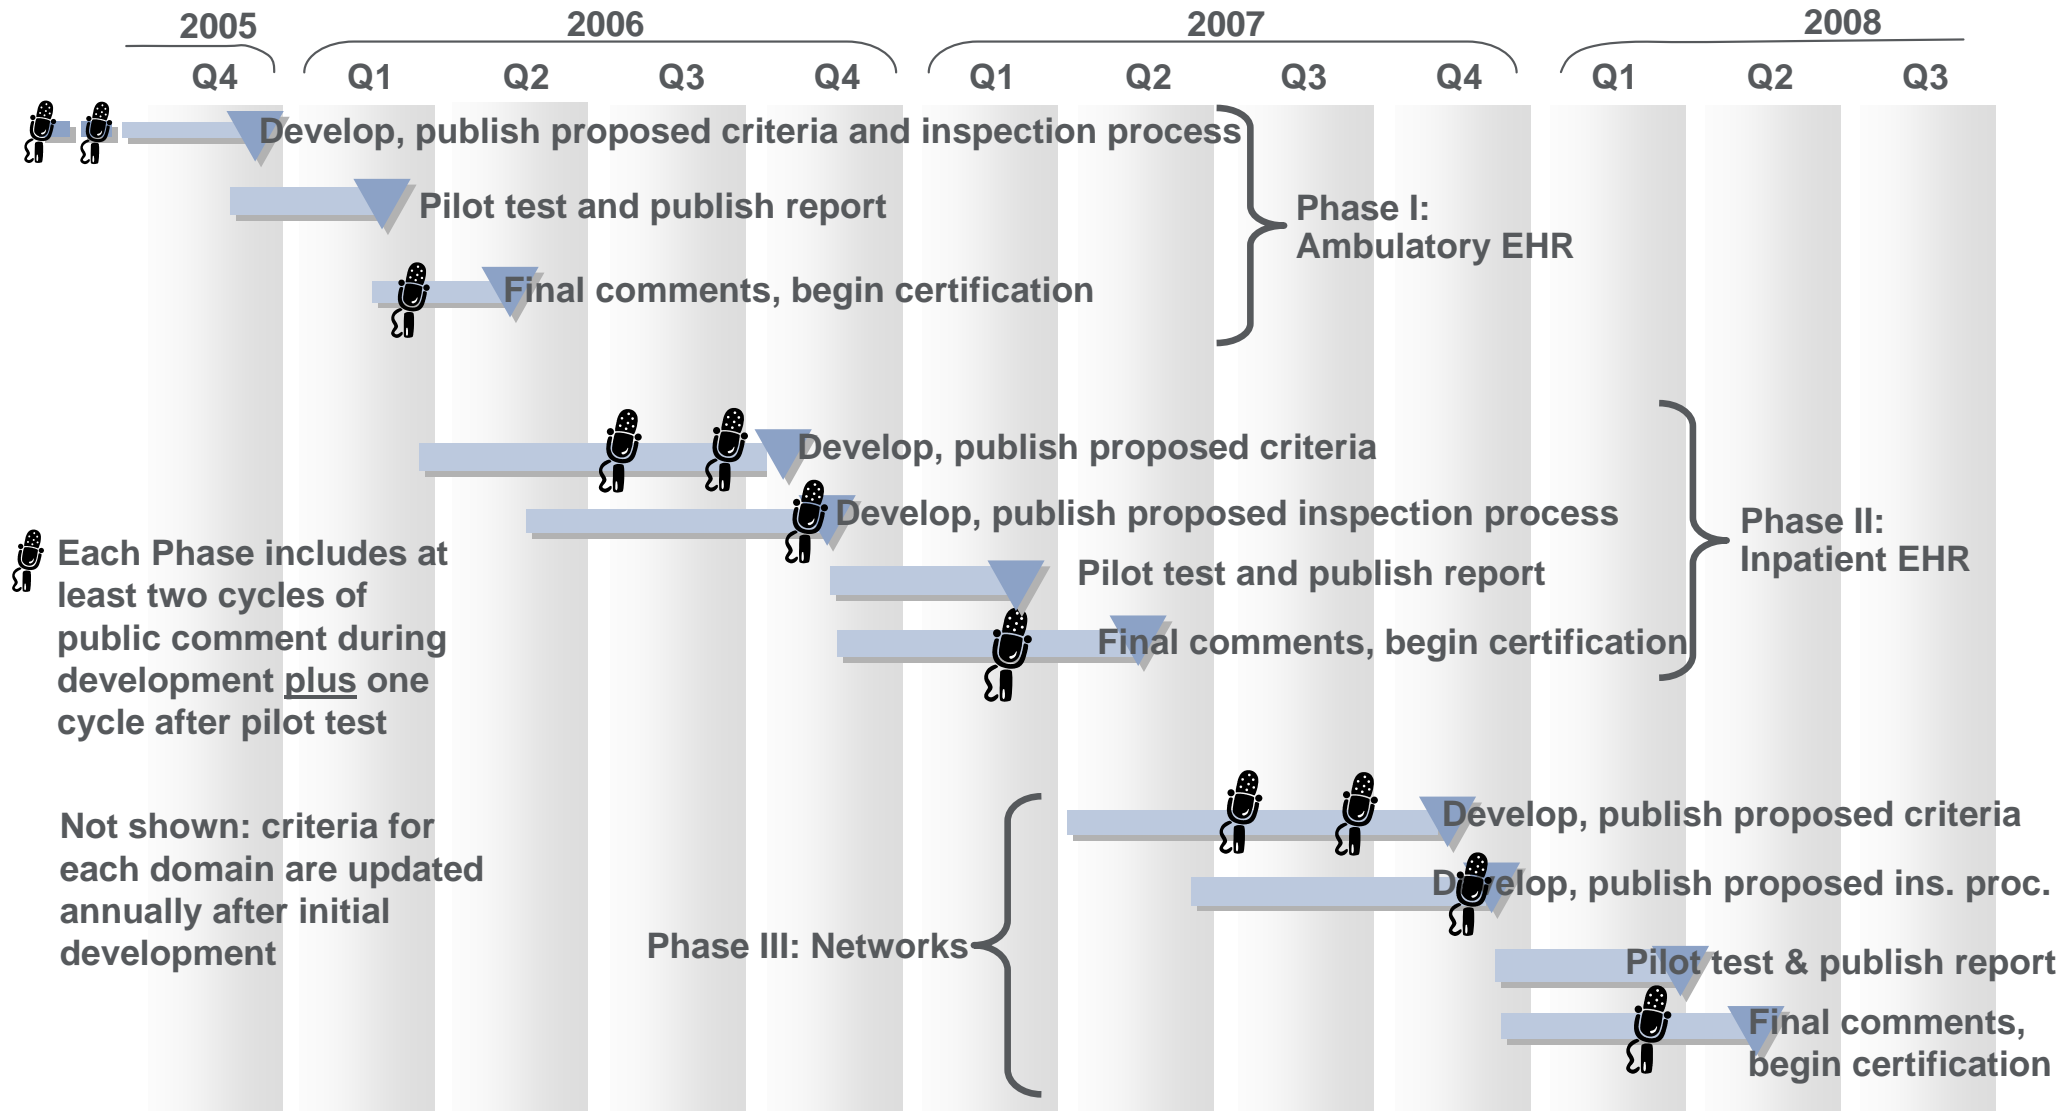 2005 2006 2007 2008
Q4 Q1 Q2 Q3 Q4 Q1 Q2 Q3 Q4 Q1 Q2 Q3
Develop, publish proposed criteria and inspection process
Pilot test and publish report
Final comments, begin certification
Phase I:
Ambulatory EHR
Develop, publish proposed criteria
Develop, publish proposed inspection process
Pilot test and publish report
Final comments, begin certification
Phase II:
Inpatient EHR
Each Phase includes at
least two cycles of
public comment during
development plus one
cycle after pilot test
Not shown: criteria for
each domain are updated
annually after initial
development
Phase III: Networks
Develop, publish proposed criteria
Develop, publish proposed ins. proc.
Pilot test & publish report
Final comments,
begin certification